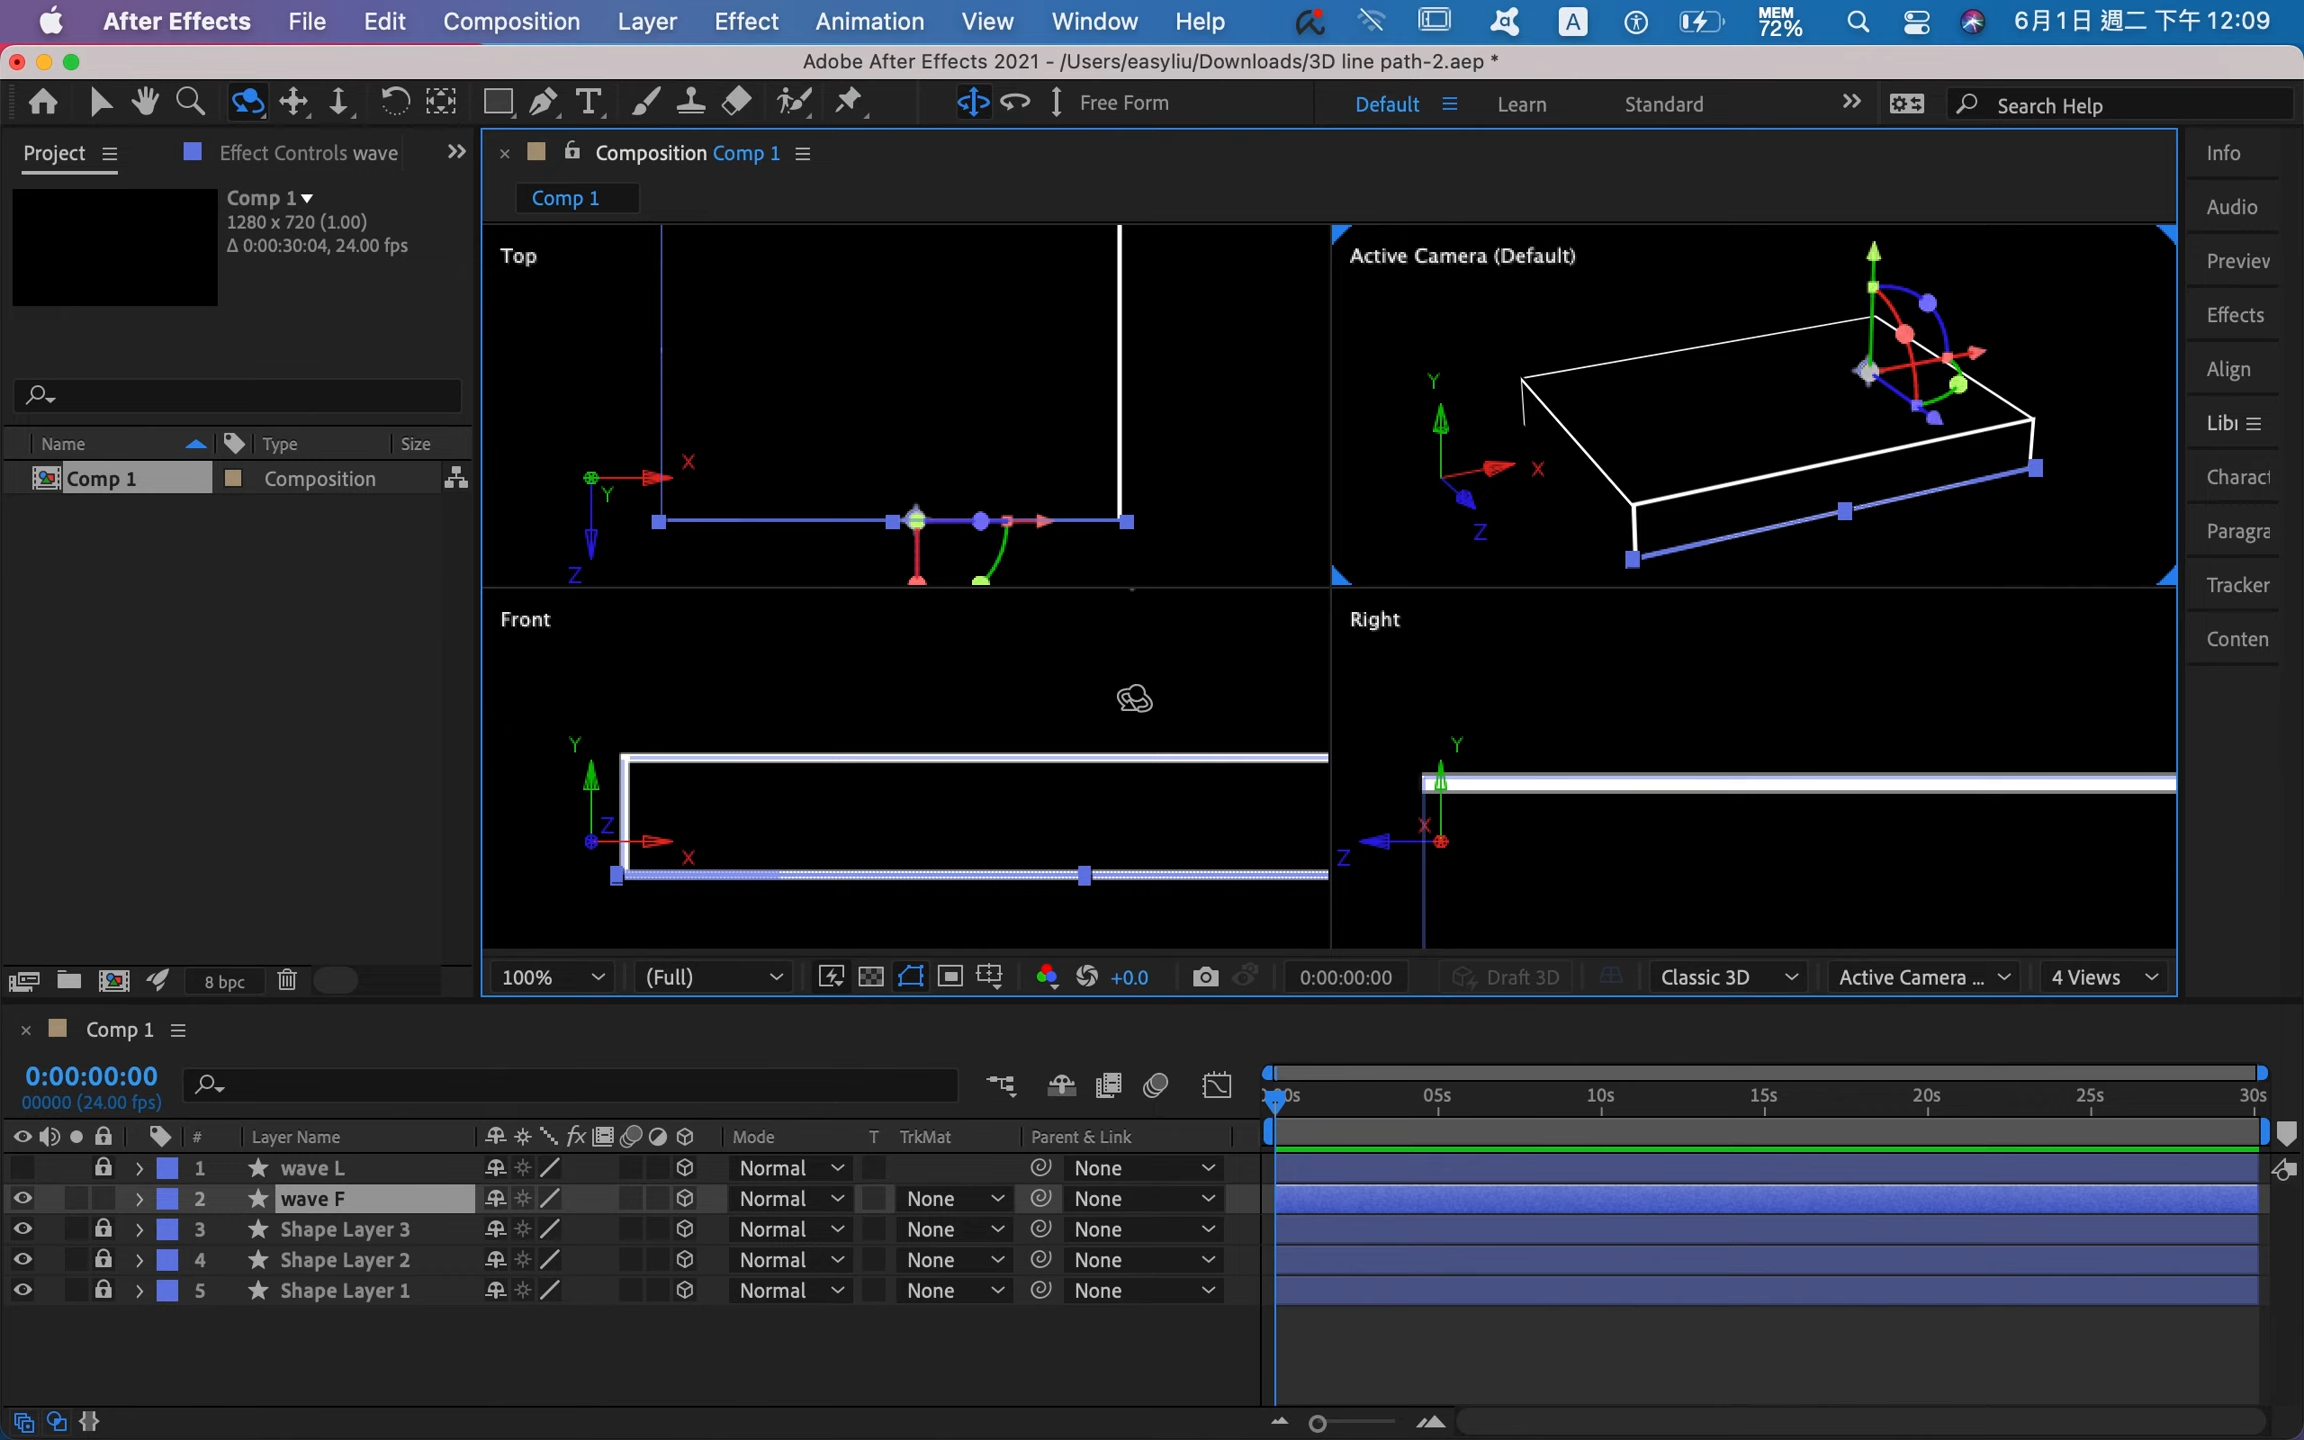 After Effects File Edit Composition Layer Effect Animation View Window Help A MEM 72% 6月1日 週二 下午 12:09
Adobe After Effects 2021 - /Users/easyliu/Downloads/3D line path-2.aep *
Free Form Default Learn Standard Search Help
Project Effect Controls wave
Composition Comp 1
Comp 1
1280 x 720 (1.00)
Δ 0:00:30:04, 24.00 fps
Comp 1
Name Type Size
Comp 1 Composition
8 bpc
Top
X
Y
Z
Active Camera (Default)
Y
X
Z
Front
Y
Z
X
Right
Y
X
Z
100% (Full) +0.0 0:00:00:00 Draft 3D Classic 3D Active Camera ... 4 Views
Info
Audio
Preview
Effects
Align
Libr
Charact
Paragra
Tracker
Conten
Comp 1
0:00:00:00
00000 (24.00 fps)
00s 05s 10s 15s 20s 25s 30s
# Layer Name fx Mode T TrkMat Parent & Link
1 wave L Normal None
2 wave F Normal None None
3 Shape Layer 3 Normal None None
4 Shape Layer 2 Normal None None
5 Shape Layer 1 Normal None None